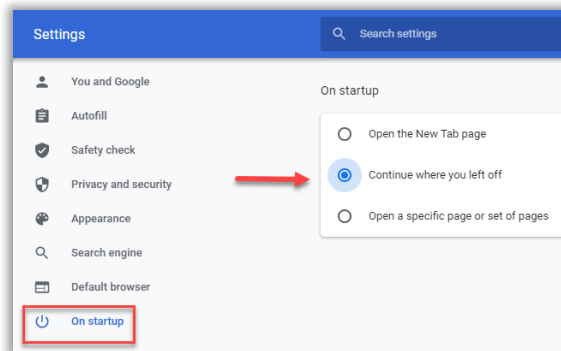 Settings
Search settings
You and Google
Autofill
Safety check
Privacy and security
Appearance
Search engine
Default browser
On startup
On startup
Open the New Tab page
Continue where you left off
Open a specific page or set of pages